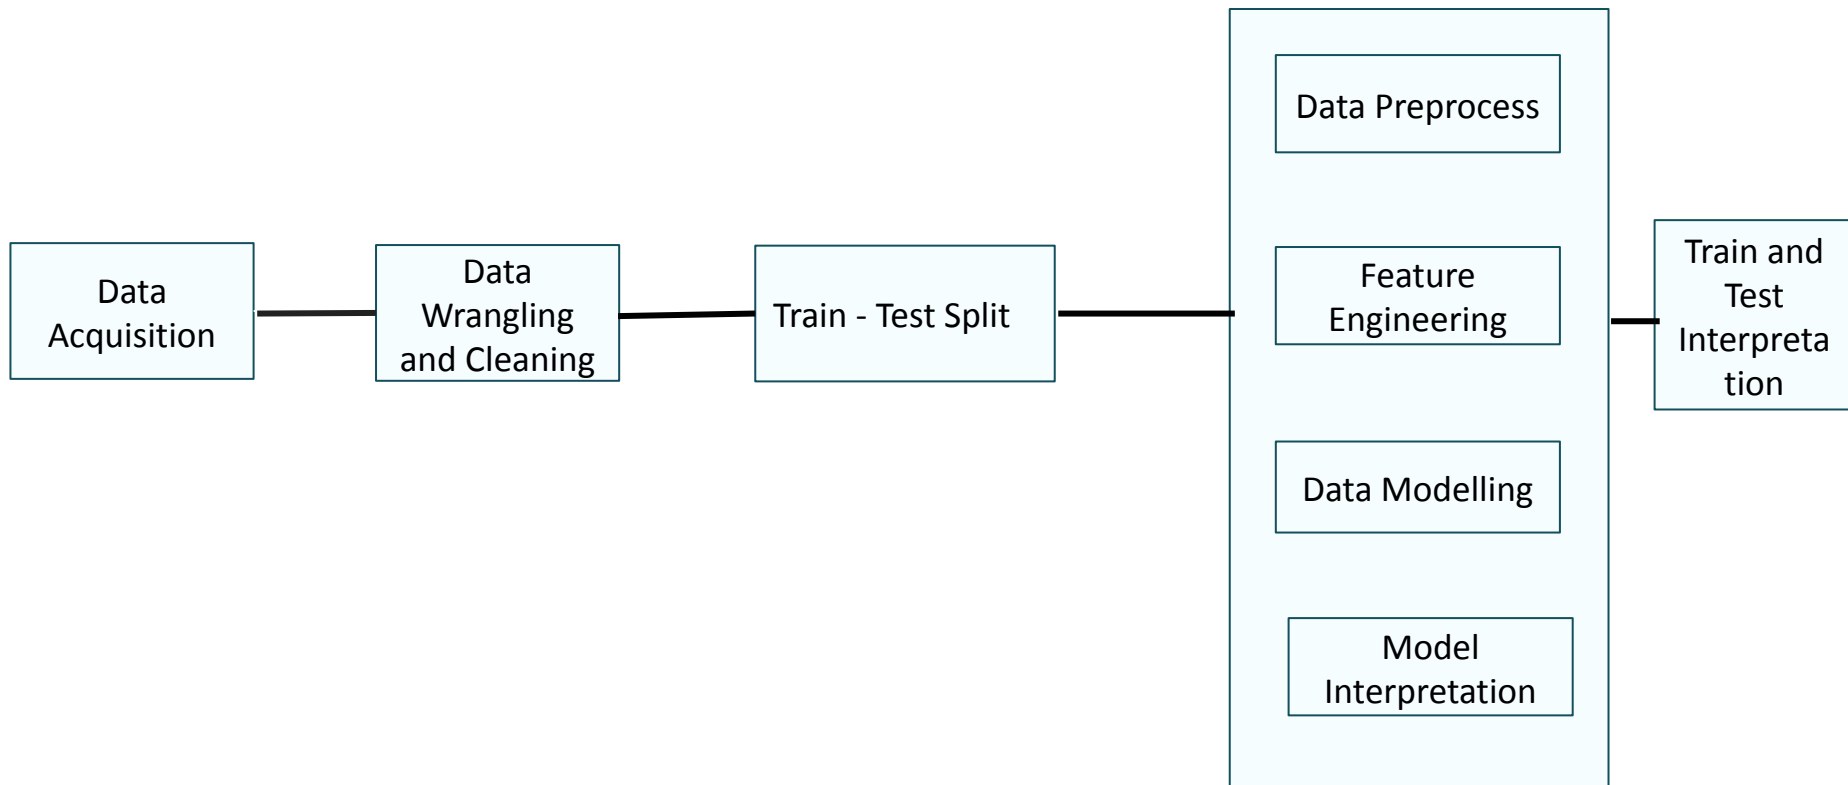 Data
Acquisition
Data
Wrangling
and Cleaning
Train - Test Split
Data Preprocess
Feature
Engineering
Data Modelling
Model
Interpretation
Train and
Test
Interpreta
tion